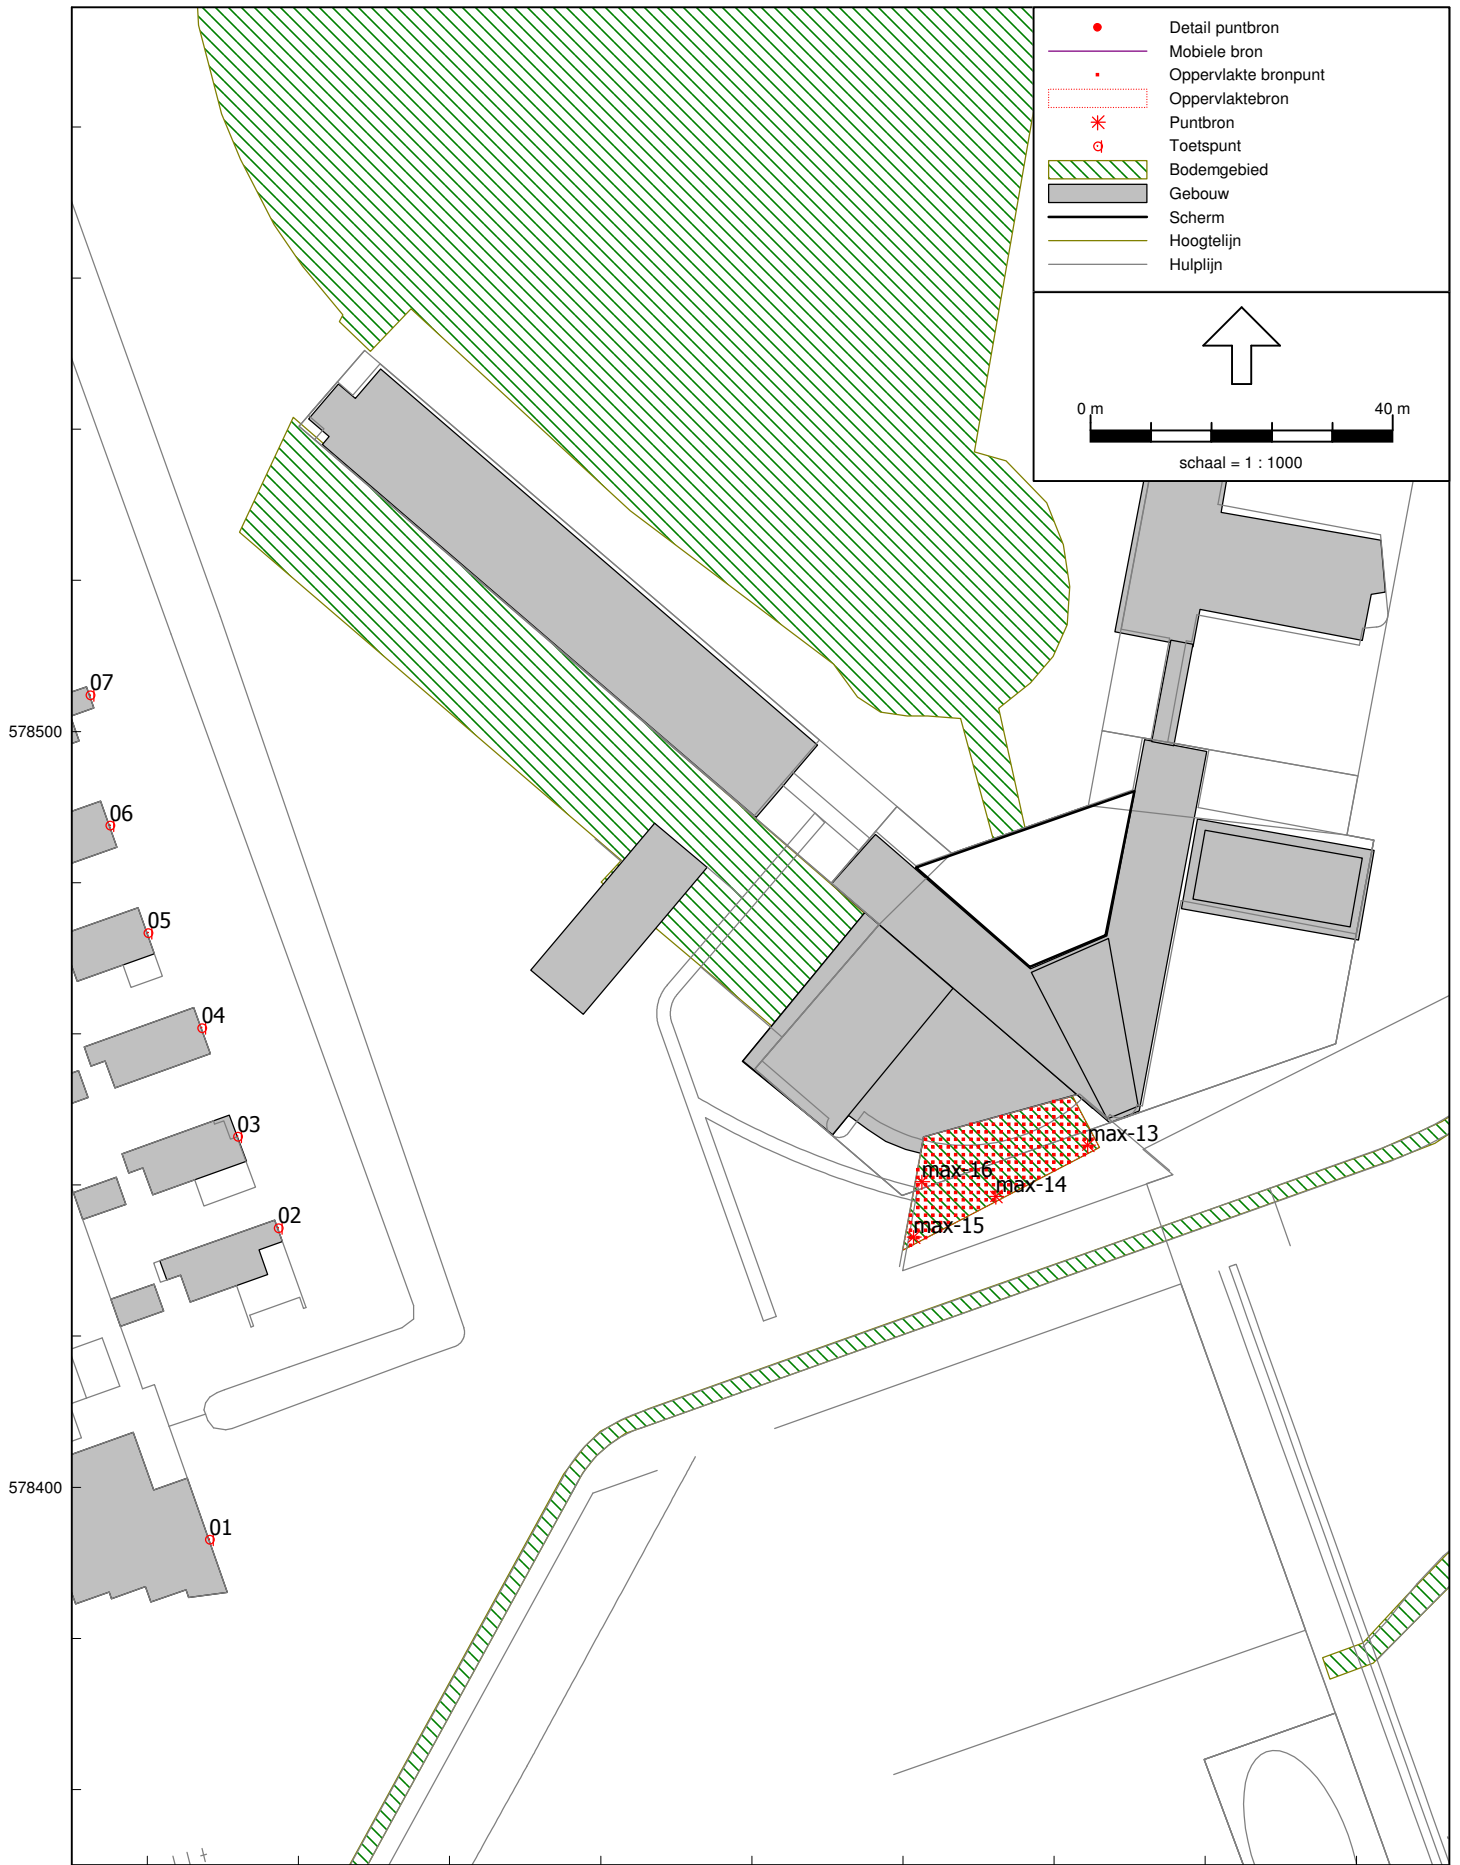 Detail puntbron
Mobiele bron
Oppervlakte bronpunt
Oppervlaktebron
Puntbron
Toetspunt
Bodemgebied
Gebouw
Scherm
Hoogtelijn
Hulplijn
0 m 40 m
schaal = 1 : 1000
07
578500
06
05
04
03
max-13
max-16
max-14
02
max-15
578400
01